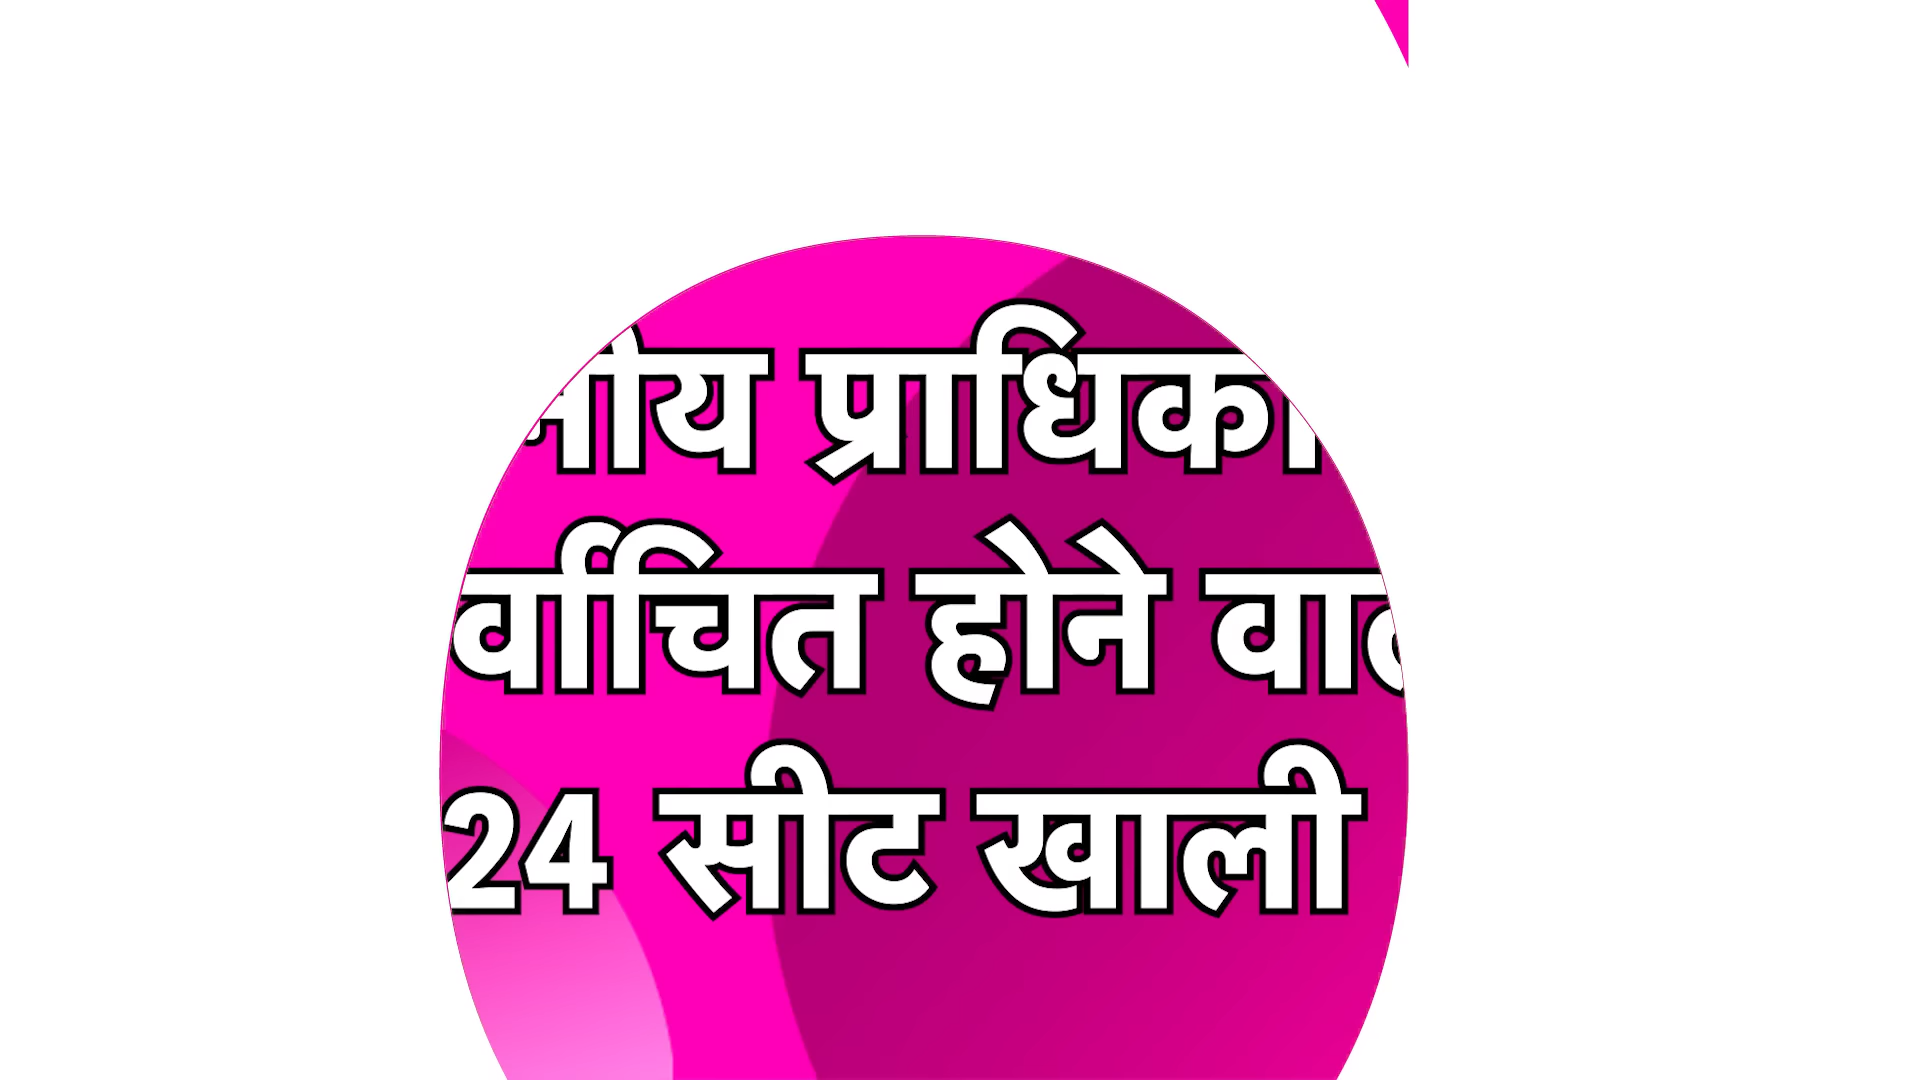 प्राधिका
र्वाचित होने वाल
24 सीट खाली